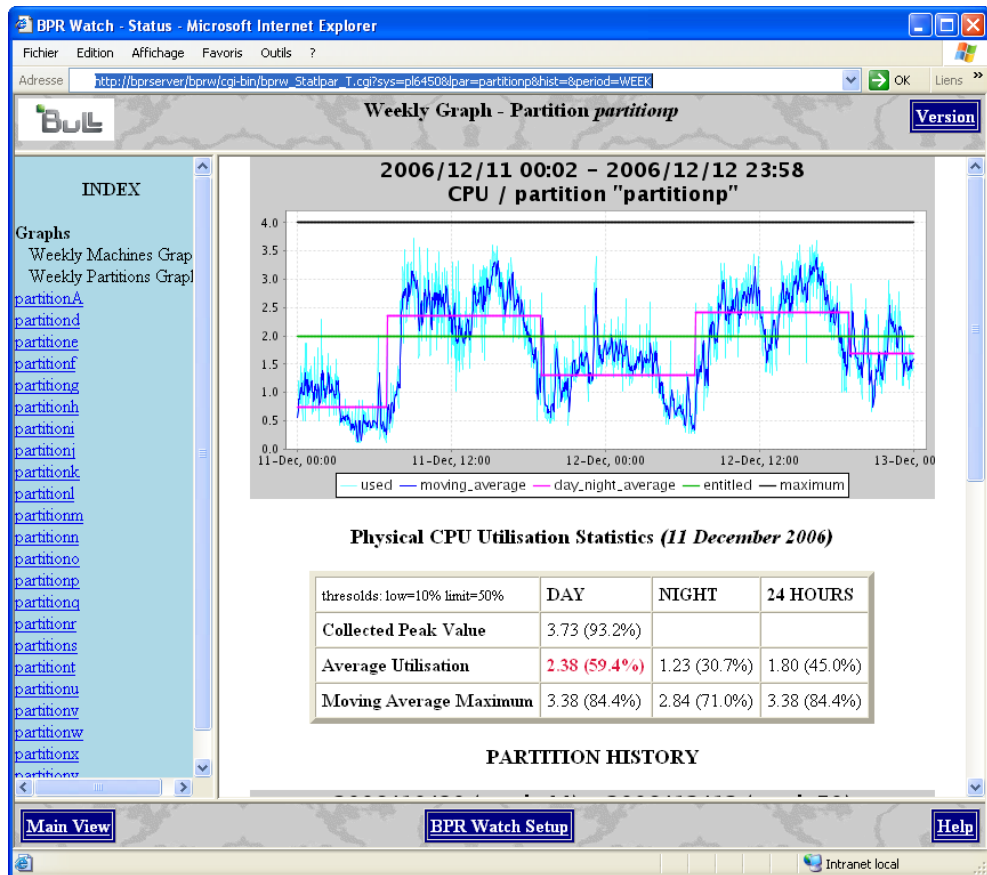 BPR Watch - Status - Microsoft Internet Explorer
Fichier Edition Affichage Favoris Outils ?
Adresse http://bprserver/bprw/cgi-bin/bprw_Statlpar_T.cgi?sys=pl6450&lpar=partitionp&hist=&period=WEEK OK Liens »
Bull
Weekly Graph - Partition partitionp
Version
INDEX
Graphs
Weekly Machines Grap
Weekly Partitions Grapl
partitionA
partitiond
partitione
partitionf
partitiong
partitionh
partitioni
partitionj
partitionk
partitionl
partitionm
partitionn
partitiono
partitionp
partitionq
partitionr
partitions
partitiont
partitionu
partitionv
partitionw
partitionx
partitiony
2006/12/11 00:02 - 2006/12/12 23:58
CPU / partition "partitionp"
4.0
3.5
3.0
2.5
2.0
1.5
1.0
0.5
0.0
11-Dec, 00:00 11-Dec, 12:00 12-Dec, 00:00 12-Dec, 12:00 13-Dec, 00
used moving_average day_night_average entitled maximum
Physical CPU Utilisation Statistics (11 December 2006)
thresolds: low=10% limit=50% DAY NIGHT 24 HOURS
Collected Peak Value 3.73 (93.2%)
Average Utilisation 2.38 (59.4%) 1.23 (30.7%) 1.80 (45.0%)
Moving Average Maximum 3.38 (84.4%) 2.84 (71.0%) 3.38 (84.4%)
PARTITION HISTORY
Main View
BPR Watch Setup
Help
Intranet local